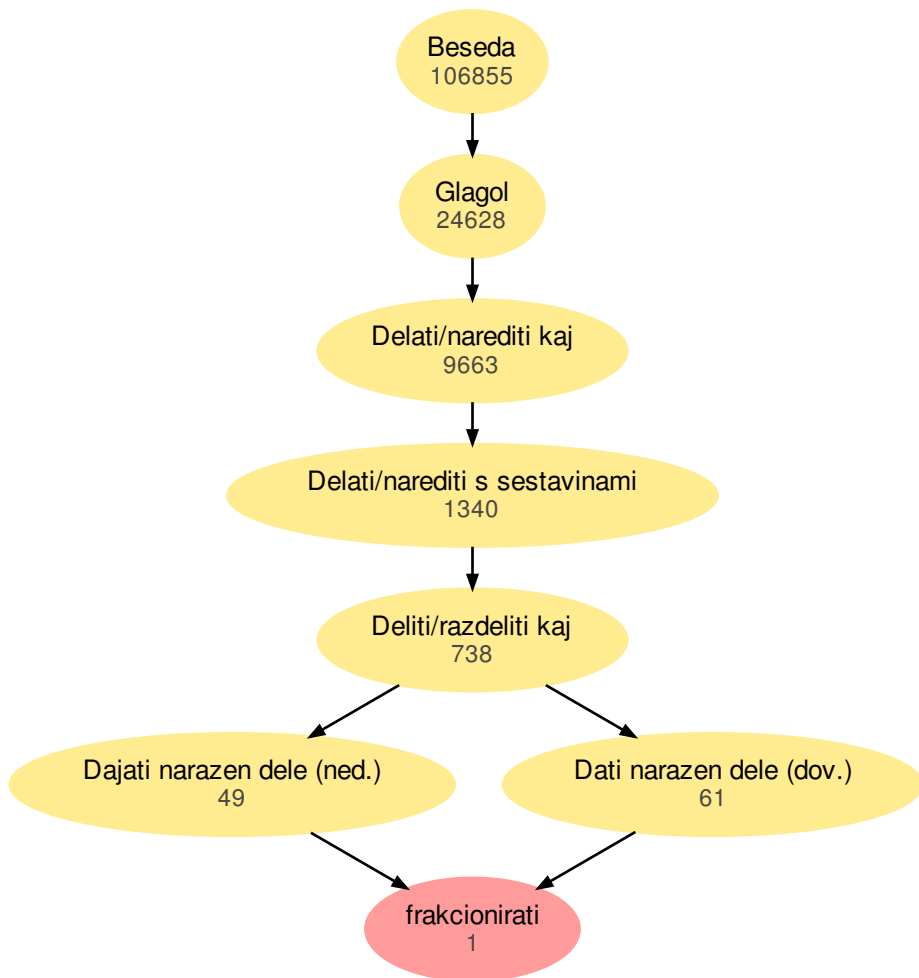 Beseda
106855
Glagol
24628
Delati/narediti kaj
9663
Delati/narediti s sestavinami
1340
Deliti/razdeliti kaj
738
Dajati narazen dele (ned.)
49
Dati narazen dele (dov.)
61
frakcionirati
1